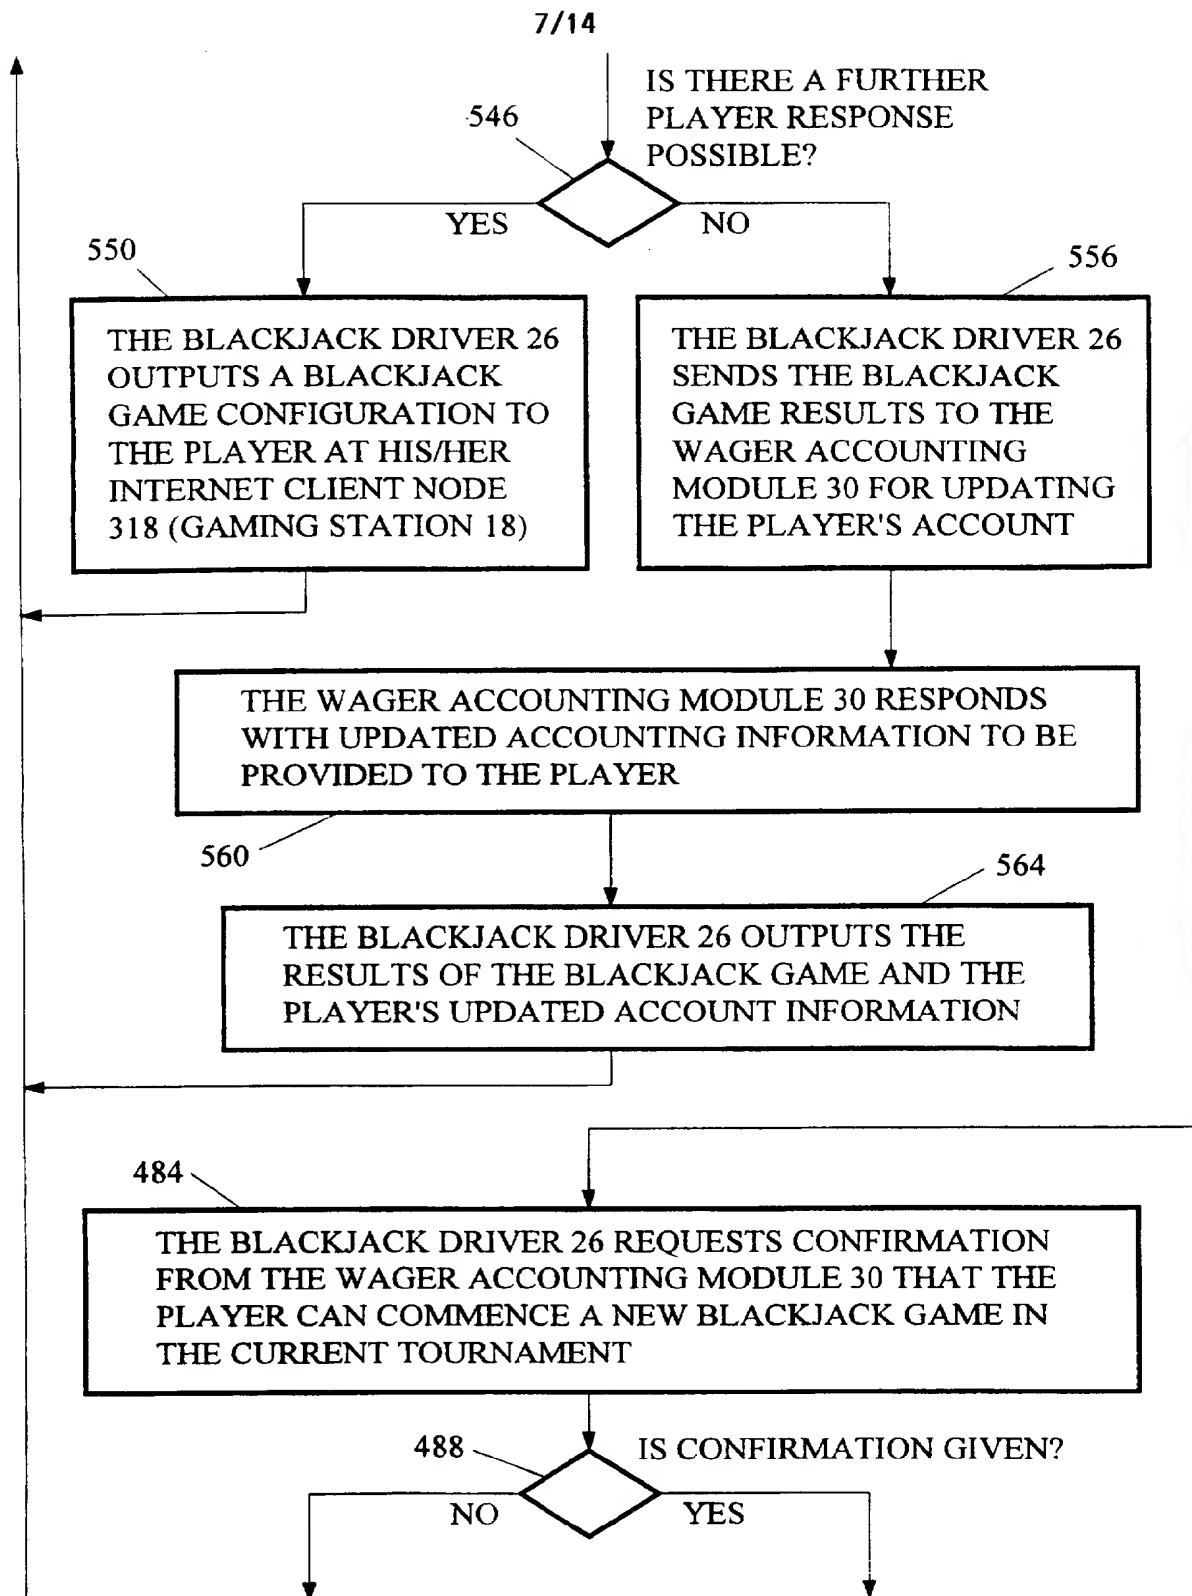 7/14
IS THERE A FURTHER
PLAYER RESPONSE
POSSIBLE?
546
YES
NO
550
556
THE BLACKJACK DRIVER 26
OUTPUTS A BLACKJACK
GAME CONFIGURATION TO
THE PLAYER AT HIS/HER
INTERNET CLIENT NODE
318 (GAMING STATION 18)
THE BLACKJACK DRIVER 26
SENDS THE BLACKJACK
GAME RESULTS TO THE
WAGER ACCOUNTING
MODULE 30 FOR UPDATING
THE PLAYER'S ACCOUNT
THE WAGER ACCOUNTING MODULE 30 RESPONDS
WITH UPDATED ACCOUNTING INFORMATION TO BE
PROVIDED TO THE PLAYER
560
564
THE BLACKJACK DRIVER 26 OUTPUTS THE
RESULTS OF THE BLACKJACK GAME AND THE
PLAYER'S UPDATED ACCOUNT INFORMATION
484
THE BLACKJACK DRIVER 26 REQUESTS CONFIRMATION
FROM THE WAGER ACCOUNTING MODULE 30 THAT THE
PLAYER CAN COMMENCE A NEW BLACKJACK GAME IN
THE CURRENT TOURNAMENT
488
IS CONFIRMATION GIVEN?
NO
YES